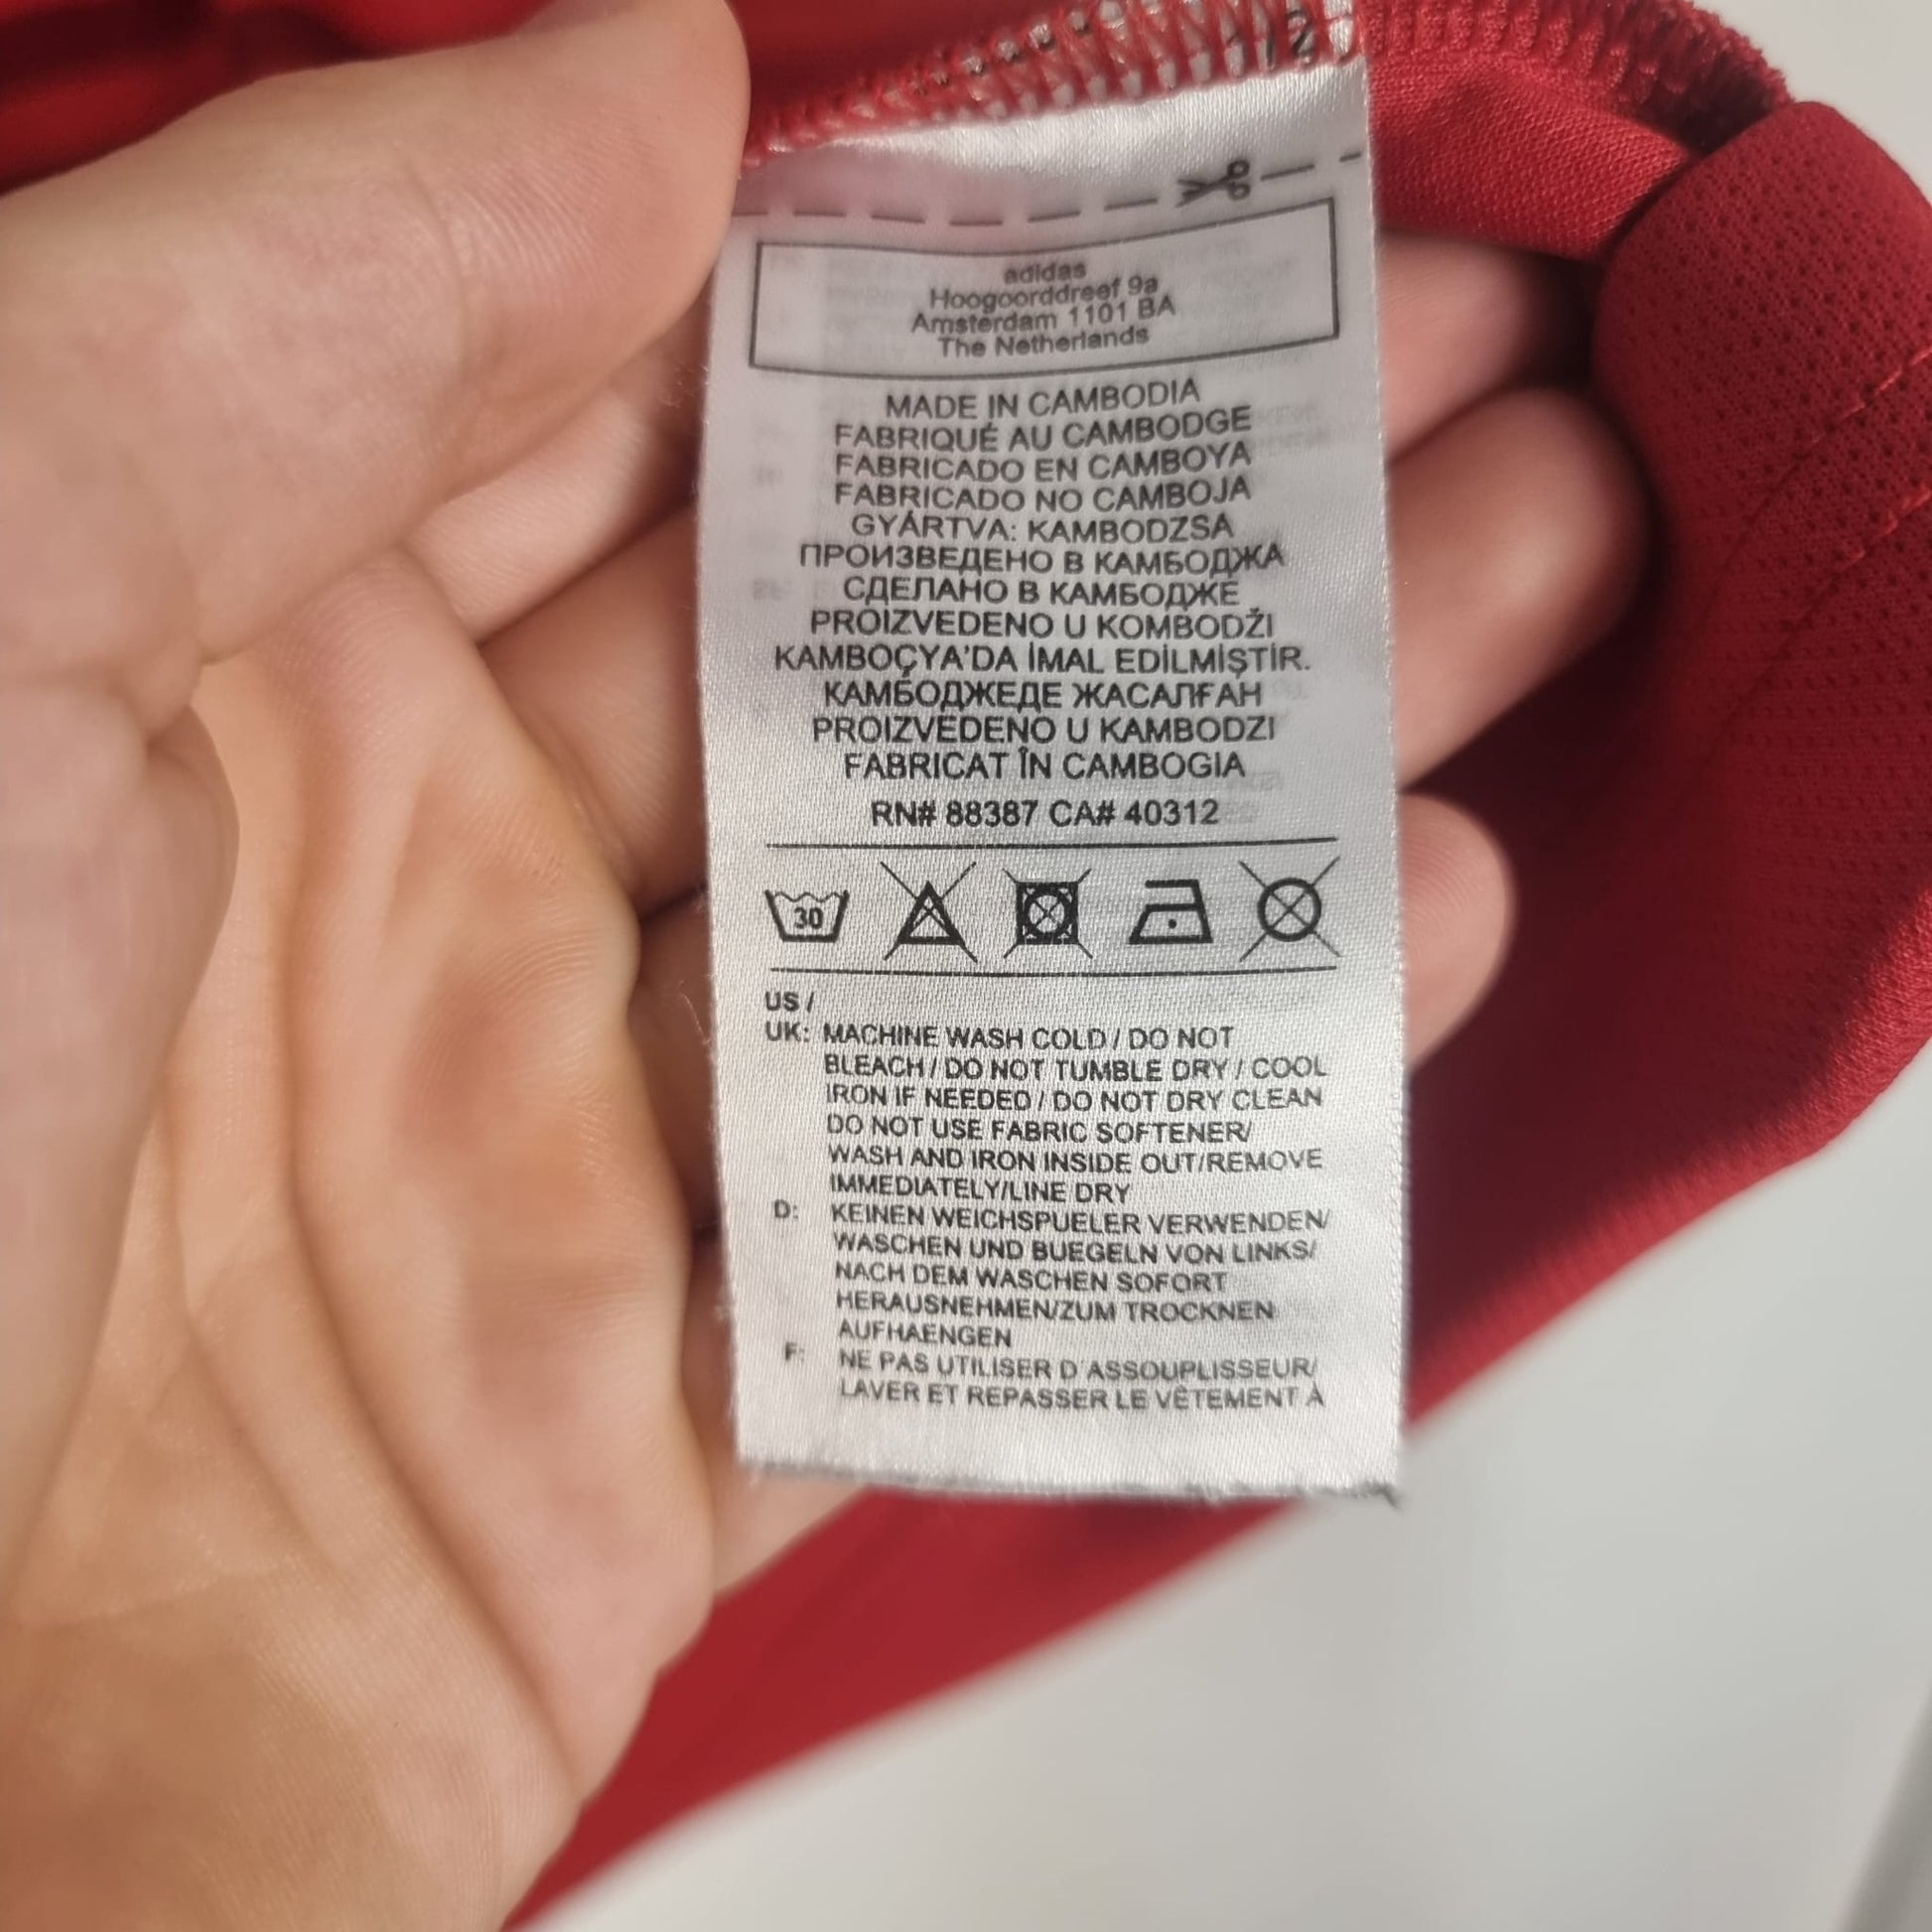 1/2
adidas
Hoogoorddreef 9a
Amsterdam 1101 BA
The Netherlands
MADE IN CAMBODIA
FABRIQUÉ AU CAMBODGE
FABRICADO EN CAMBOYA
FABRICADO NO CAMBOJA
GYÁRTVA: KAMBODZSA
ПРОИЗВЕДЕНО В КАМБОДЖА
СДЕЛАНО В КАМБОДЖЕ
PROIZVEDENO U KOMBODŽI
KAMBOÇYA'DA İMAL EDİLMİŞTİR.
КАМБОДЖЕДЕ ЖАСАЛҒАН
PROIZVEDENO U KAMBODZI
FABRICAT ÎN CAMBOGIA
RN# 88387 CA# 40312
30
US /
UK: MACHINE WASH COLD / DO NOT
BLEACH / DO NOT TUMBLE DRY / COOL
IRON IF NEEDED / DO NOT DRY CLEAN
DO NOT USE FABRIC SOFTENER/
WASH AND IRON INSIDE OUT/REMOVE
IMMEDIATELY/LINE DRY
D: KEINEN WEICHSPUELER VERWENDEN/
WASCHEN UND BUEGELN VON LINKS/
NACH DEM WASCHEN SOFORT
HERAUSNEHMEN/ZUM TROCKNEN
AUFHAENGEN
F: NE PAS UTILISER D'ASSOUPLISSEUR/
LAVER ET REPASSER LE VÊTEMENT À